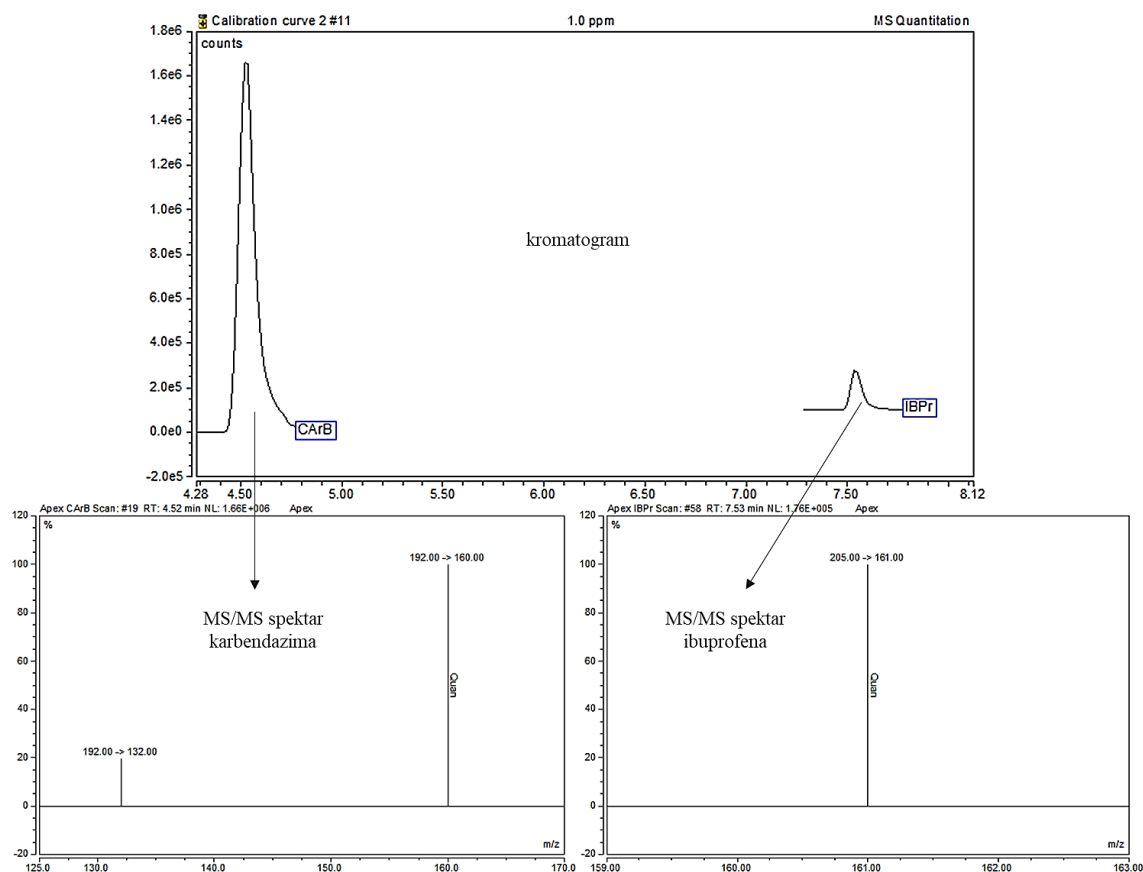 Calibration curve 2 #11 1.0 ppm MS Quantitation
counts
1.8e6
1.6e6
1.4e6
1.2e6
1.0e6
8.0e5
6.0e5
4.0e5
2.0e5
0.0e0
-2.0e5
kromatogram
CArB
IBPr
4.28 4.50 5.00 5.50 6.00 6.50 7.00 7.50 8.12
Apex CArB Scan: #19 RT: 4.52 min NL: 1.66E+006 Apex
%
120
100
80
60
40
20
0
-20
192.00 -> 160.00
MS/MS spektar
karbendazima
Quan
192.00 -> 132.00
m/z
125.0 130.0 140.0 150.0 160.0 170.0
Apex IBPr Scan: #58 RT: 7.53 min NL: 1.76E+005 Apex
%
120
100
80
60
40
20
0
-20
205.00 -> 161.00
MS/MS spektar
ibuprofena
Quan
m/z
159.00 160.00 161.00 162.00 163.00